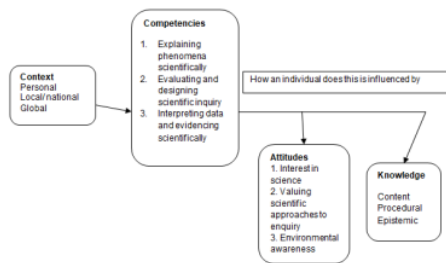 Competencies
1. Explaining
phenomena
scientifically
2. Evaluating and
designing
scientific inquiry
3. Interpreting data
and evidencing
scientifically
Context
Personal
Local/national
Global
How an individual does this is influenced by
Attitudes
1. Interest in
science
2. Valuing
scientific
approaches to
enquiry
3. Environmental
awareness
Knowledge
Content
Procedural
Epistemic